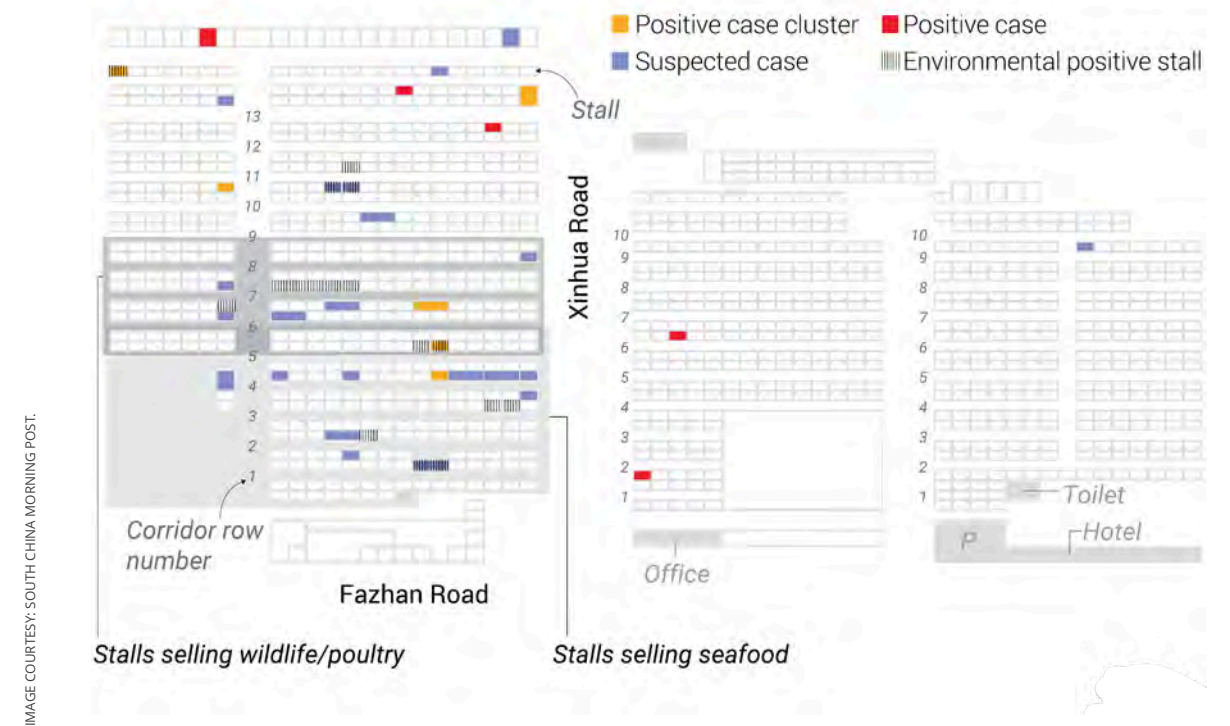 Positive case cluster
Positive case
Suspected case
Environmental positive stall
Stall
13
12
11
10
9
8
7
6
5
4
3
2
1
Xinhua Road
10
9
8
7
6
5
4
3
2
1
10
9
8
7
6
5
4
3
2
1
Toilet
Hotel
P
Office
Corridor row
number
Fazhan Road
Stalls selling wildlife/poultry
Stalls selling seafood
IMAGE COURTESY: SOUTH CHINA MORNING POST.